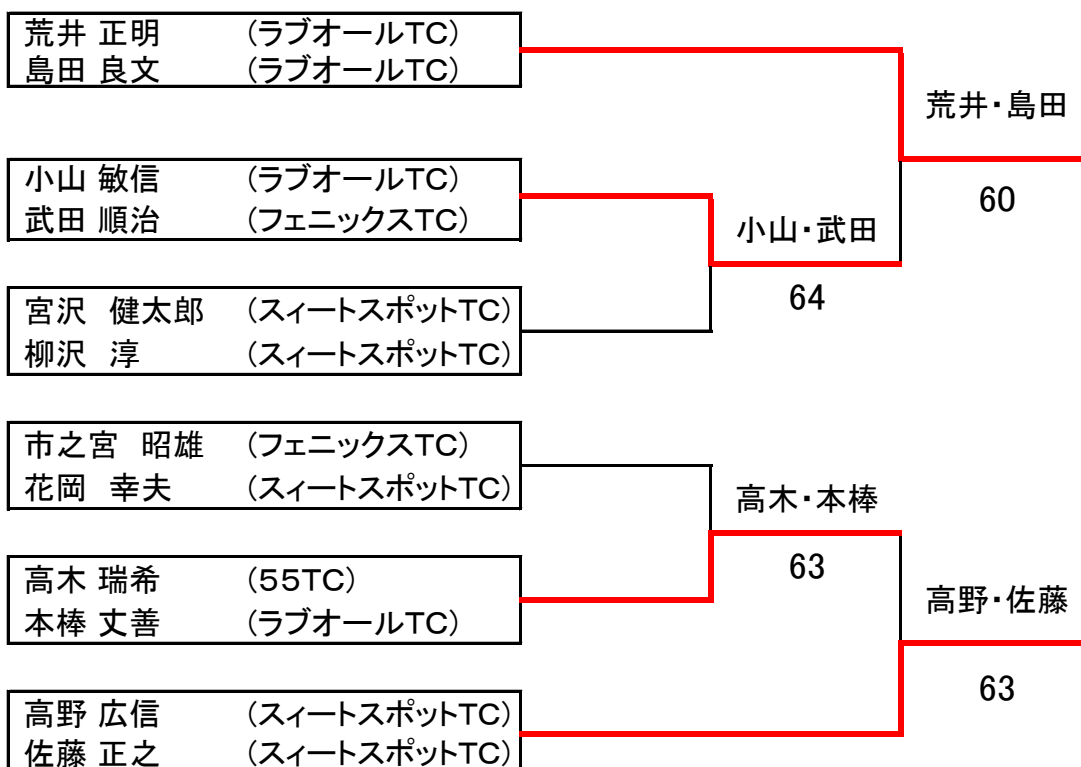 荒井 正明 (ラブオールTC)
島田 良文 (ラブオールTC)
荒井・島田
60
小山 敏信 (ラブオールTC)
武田 順治 (フェニックスTC)
小山・武田
64
宮沢 健太郎 (スィートスポットTC)
柳沢 淳 (スィートスポットTC)
市之宮 昭雄 (フェニックスTC)
花岡 幸夫 (スィートスポットTC)
高木・本棒
63
高木 瑞希 (55TC)
本棒 丈善 (ラブオールTC)
高野・佐藤
63
高野 広信 (スィートスポットTC)
佐藤 正之 (スィートスポットTC)